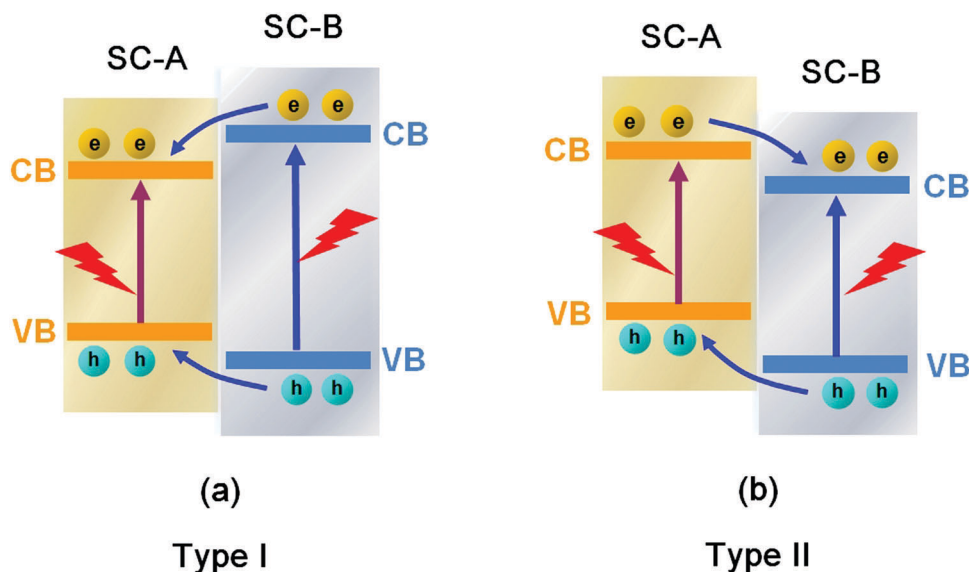 SC-A
SC-B
e e
e e
CB
CB
VB
VB
h h
h h
(a)
Type I
SC-A
SC-B
e e
e e
CB
CB
VB
VB
h h
h h
(b)
Type II